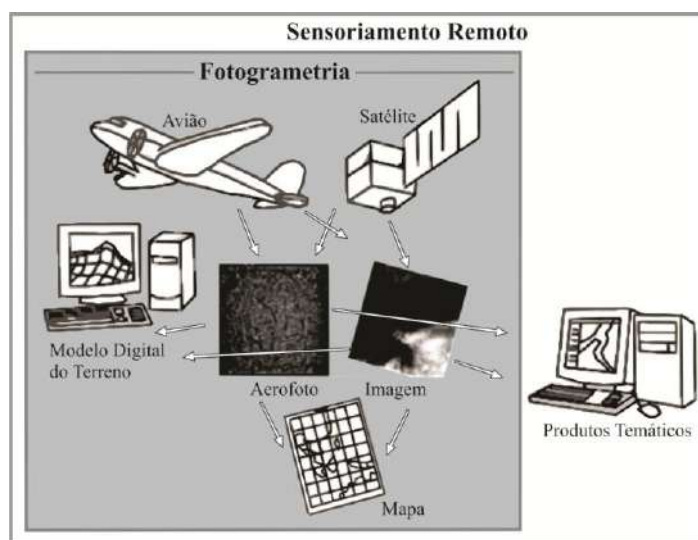 Sensoriamento Remoto
Fotogrametria
Avião
Satélite
Modelo Digital
do Terreno
Aerofoto
Imagem
Produtos Temáticos
Mapa